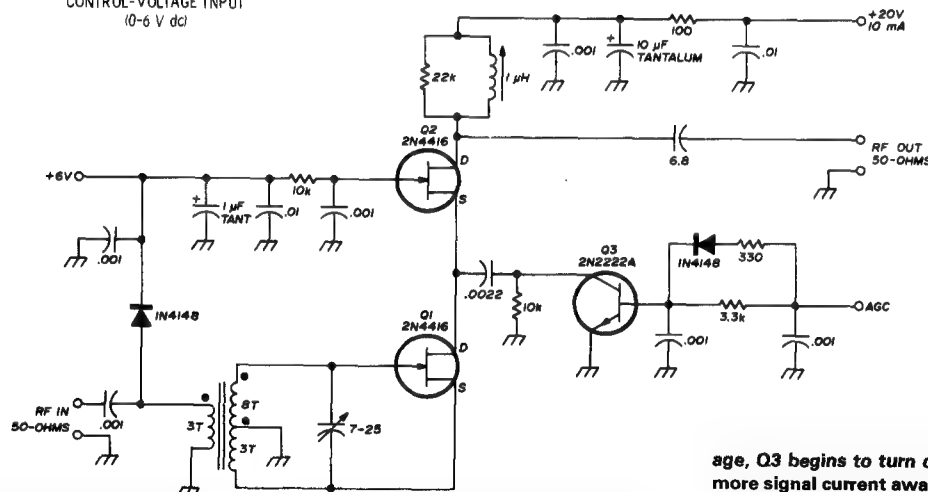 CONTROL-VOLTAGE INPUT
(0-6 V dc)
+20V
10 mA
100
.001
+
10 μF
TANTALUM
.01
22k
1 μH
Q2
2N4416
D
S
6.8
RF OUT
50-OHMS
+6V
10k
+
1 μF
TANT
.01
.001
.001
1N4148
Q3
2N2222A
1N4148
330
.0022
10k
3.3k
AGC
.001
.001
Q1
2N4416
D
S
RF IN
50-OHMS
.001
3T
8T
3T
7-25
age, Q3 begins to turn
more signal current